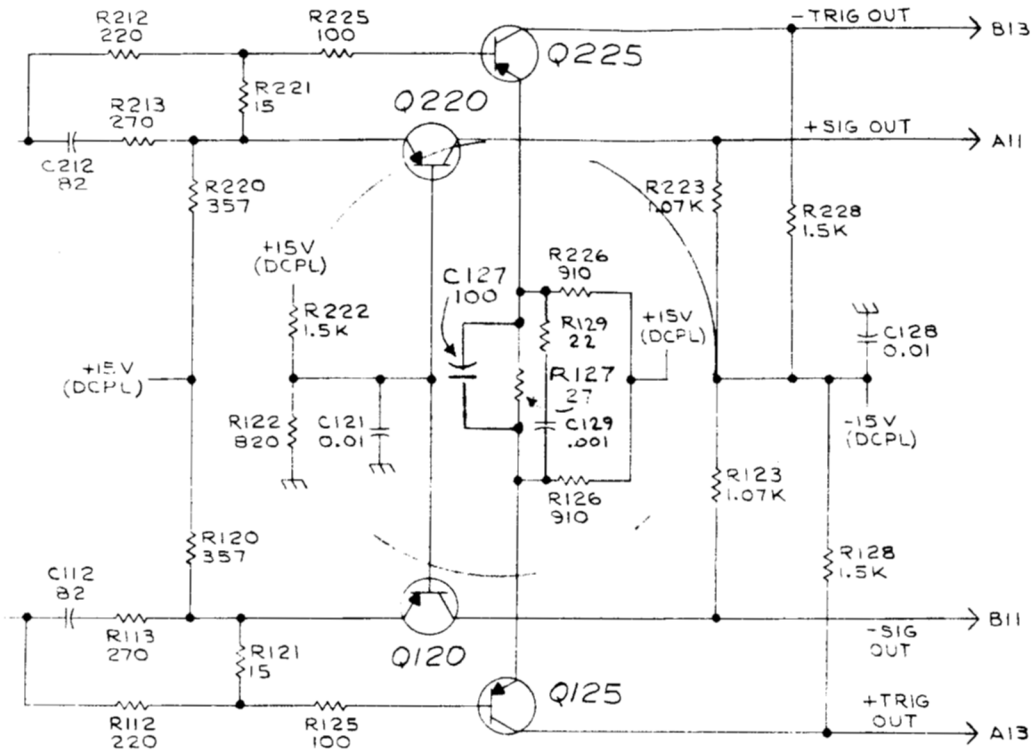 R212
220
R225
100
-TRIG OUT
B13
Q225
R221
15
R213
270
Q220
+SIG OUT
A11
C212
82
R220
357
R223
1.07K
R228
1.5K
+15V
(DCPL)
R226
910
C127
100
R222
1.5K
R129
22
+15V
(DCPL)
C128
0.01
+15V
(DCPL)
R127
27
R122
820
C121
0.01
C129
.001
-15V
(DCPL)
R123
1.07K
R126
910
R120
357
R128
1.5K
C112
82
B11
R113
270
R121
15
Q120
-SIG
OUT
Q125
+TRIG
OUT
A13
R112
220
R125
100